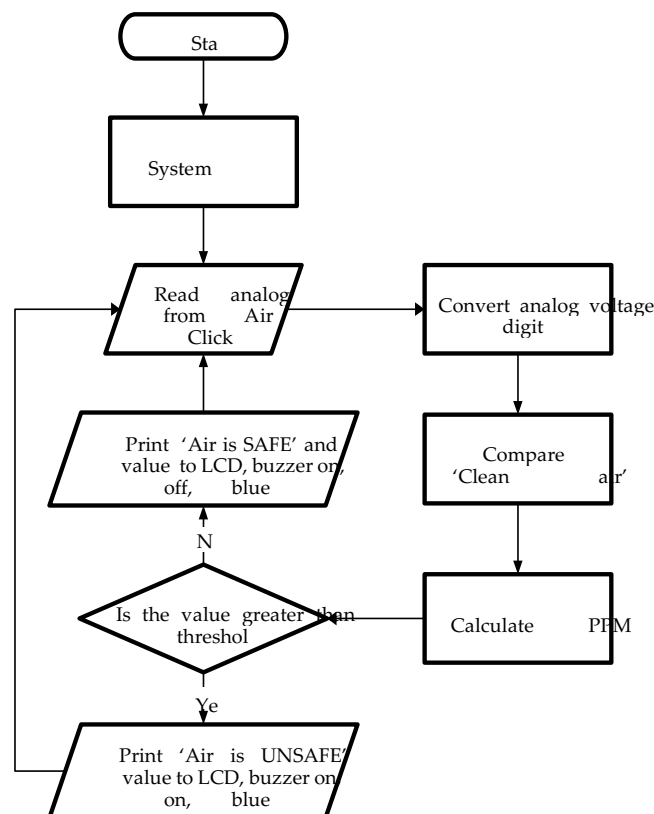 Sta
System
Read analog
from Air
Click
Convert analog voltage
digit
Compare
‘Clean air’
Calculate PPM
Print ‘Air is SAFE’ and
value to LCD, buzzer on,
off, blue
N
Is the value greater than
threshol
Ye
Print ‘Air is UNSAFE’
value to LCD, buzzer on
on, blue